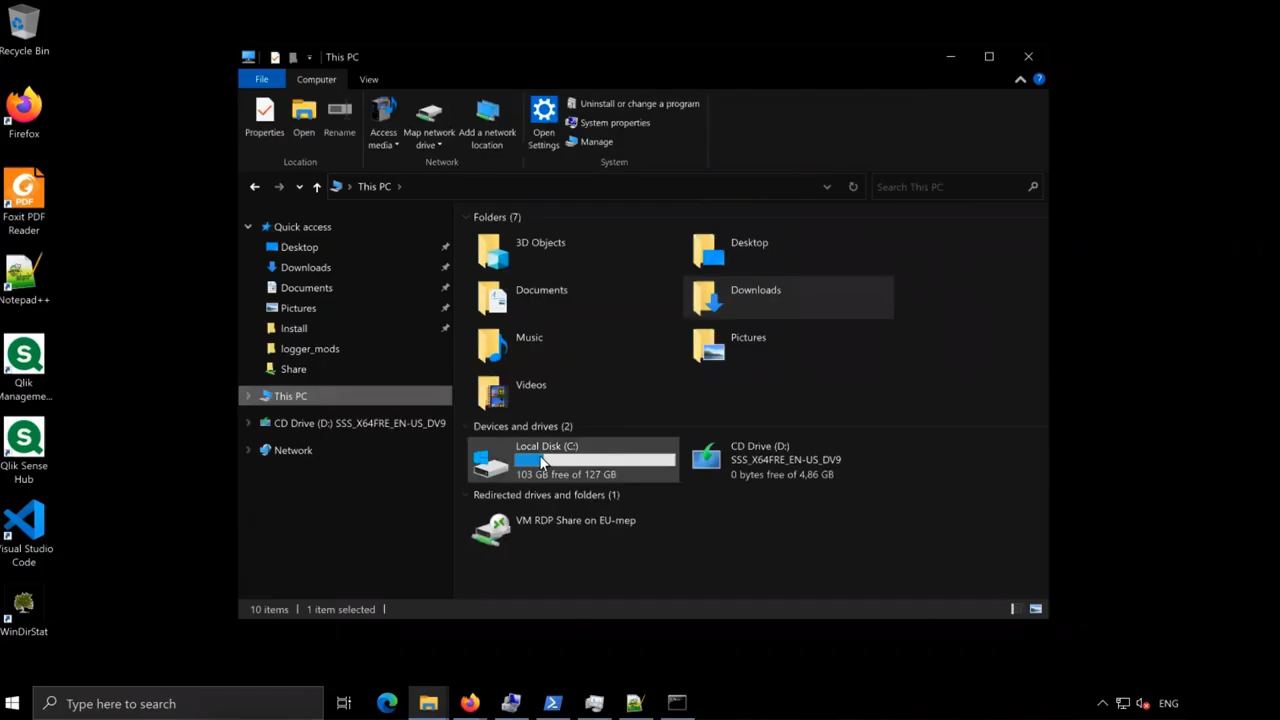 Recycle Bin
Firefox
Foxit PDF
Reader
Notepad++
Qlik
Manageme...
Qlik Sense
Hub
Visual Studio
Code
WinDirStat
This PC
File
Computer
View
Properties
Open
Rename
Access
media
Map network
drive
Add a network
location
Open
Settings
Uninstall or change a program
System properties
Manage
Location
Network
System
This PC
Search This PC
Quick access
Desktop
Downloads
Documents
Pictures
Install
logger_mods
Share
This PC
CD Drive (D:) SSS_X64FRE_EN-US_DV9
Network
Folders (7)
3D Objects
Desktop
Documents
Downloads
Music
Pictures
Videos
Devices and drives (2)
Local Disk (C:)
103 GB free of 127 GB
CD Drive (D:)
SSS_X64FRE_EN-US_DV9
0 bytes free of 4,86 GB
Redirected drives and folders (1)
VM RDP Share on EU-mep
10 items
1 item selected
Type here to search
ENG